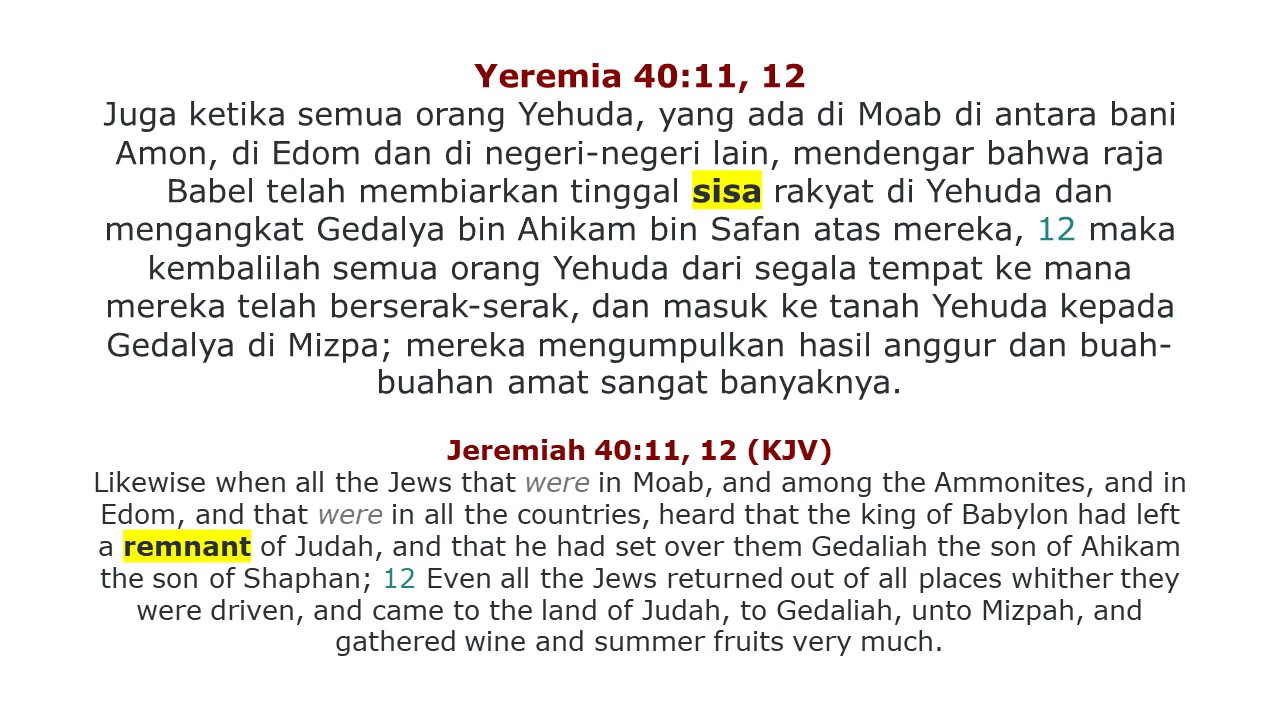 Yeremia 40:11, 12
Juga ketika semua orang Yehuda, yang ada di Moab di antara bani
Amon, di Edom dan di negeri-negeri lain, mendengar bahwa raja
Babel telah membiarkan tinggal sisa rakyat di Yehuda dan
mengangkat Gedalya bin Ahikam bin Safan atas mereka, 12 maka
kembalilah semua orang Yehuda dari segala tempat ke mana
mereka telah berserak-serak, dan masuk ke tanah Yehuda kepada
Gedalya di Mizpa; mereka mengumpulkan hasil anggur dan buah-
buahan amat sangat banyaknya.
Jeremiah 40:11, 12 (KJV)
Likewise when all the Jews that were in Moab, and among the Ammonites, and in
Edom, and that were in all the countries, heard that the king of Babylon had left
a remnant of Judah, and that he had set over them Gedaliah the son of Ahikam
the son of Shaphan; 12 Even all the Jews returned out of all places whither they
were driven, and came to the land of Judah, to Gedaliah, unto Mizpah, and
gathered wine and summer fruits very much.